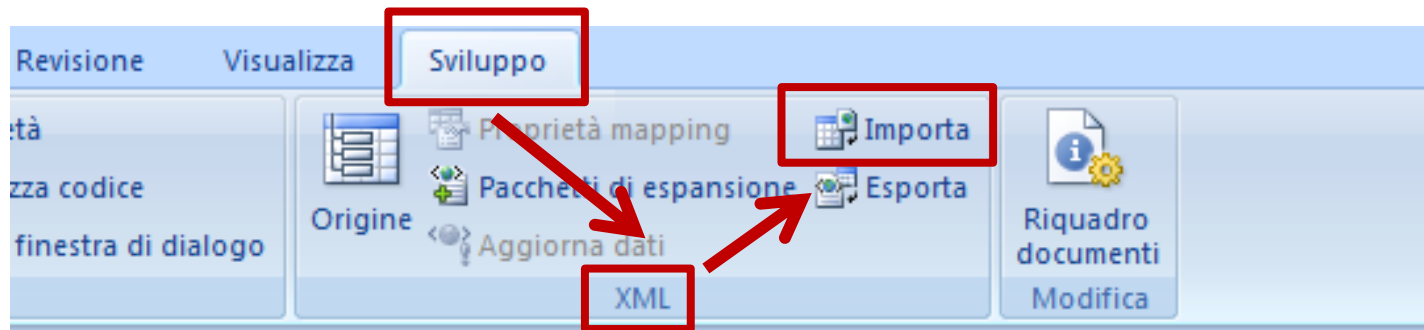 Revisione Visualizza Sviluppo
età
zza codice
finestra di dialogo
Origine
Proprietà mapping
Pacchetti di espansione
Aggiorna dati
Importa
Esporta
XML
Riquadro
documenti
Modifica